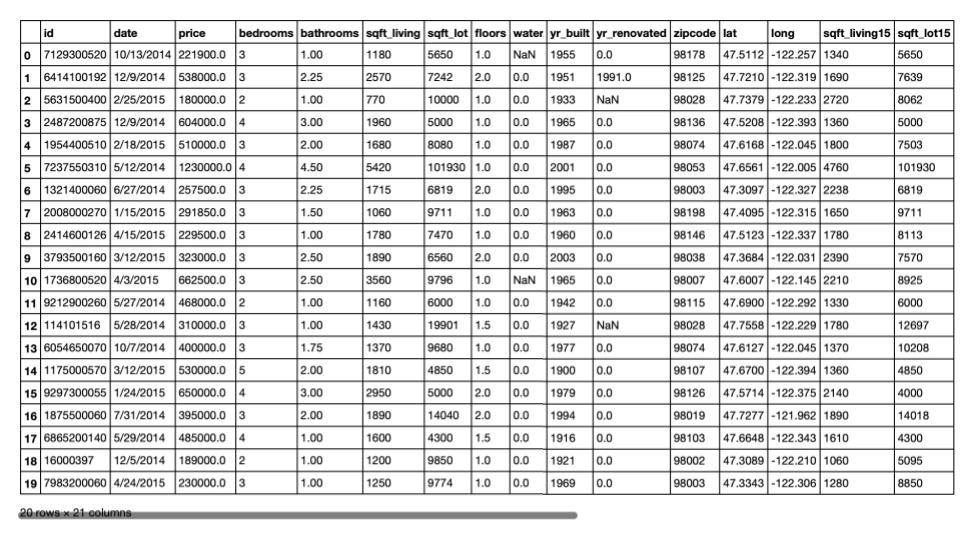 id date price bedrooms bathrooms sqft_living sqft_lot floors water yr_built yr_renovated zipcode lat long sqft_living15 sqft_lot15
0 7129300520 10/13/2014 221900.0 3 1.00 1180 5650 1.0 NaN 1955 0.0 98178 47.5112 -122.257 1340 5650
1 6414100192 12/9/2014 538000.0 3 2.25 2570 7242 2.0 0.0 1951 1991.0 98125 47.7210 -122.319 1690 7639
2 5631500400 2/25/2015 180000.0 2 1.00 770 10000 1.0 0.0 1933 NaN 98028 47.7379 -122.233 2720 8062
3 2487200875 12/9/2014 604000.0 4 3.00 1960 5000 1.0 0.0 1965 0.0 98136 47.5208 -122.393 1360 5000
4 1954400510 2/18/2015 510000.0 3 2.00 1680 8080 1.0 0.0 1987 0.0 98074 47.6168 -122.045 1800 7503
5 7237550310 5/12/2014 1230000.0 4 4.50 5420 101930 1.0 0.0 2001 0.0 98053 47.6561 -122.005 4760 101930
6 1321400060 6/27/2014 257500.0 3 2.25 1715 6819 2.0 0.0 1995 0.0 98003 47.3097 -122.327 2238 6819
7 2008000270 1/15/2015 291850.0 3 1.50 1060 9711 1.0 0.0 1963 0.0 98198 47.4095 -122.315 1650 9711
8 2414600126 4/15/2015 229500.0 3 1.00 1780 7470 1.0 0.0 1960 0.0 98146 47.5123 -122.337 1780 8113
9 3793500160 3/12/2015 323000.0 3 2.50 1890 6560 2.0 0.0 2003 0.0 98038 47.3684 -122.031 2390 7570
10 1736800520 4/3/2015 662500.0 3 2.50 3560 9796 1.0 NaN 1965 0.0 98007 47.6007 -122.145 2210 8925
11 9212900260 5/27/2014 468000.0 2 1.00 1160 6000 1.0 0.0 1942 0.0 98115 47.6900 -122.292 1330 6000
12 114101516 5/28/2014 310000.0 3 1.00 1430 19901 1.5 0.0 1927 NaN 98028 47.7558 -122.229 1780 12697
13 6054650070 10/7/2014 400000.0 3 1.75 1370 9680 1.0 0.0 1977 0.0 98074 47.6127 -122.045 1370 10208
14 1175000570 3/12/2015 530000.0 5 2.00 1810 4850 1.5 0.0 1900 0.0 98107 47.6700 -122.394 1360 4850
15 9297300055 1/24/2015 650000.0 4 3.00 2950 5000 2.0 0.0 1979 0.0 98126 47.5714 -122.375 2140 4000
16 1875500060 7/31/2014 395000.0 3 2.00 1890 14040 2.0 0.0 1994 0.0 98019 47.7277 -121.962 1890 14018
17 6865200140 5/29/2014 485000.0 4 1.00 1600 4300 1.5 0.0 1916 0.0 98103 47.6648 -122.343 1610 4300
18 16000397 12/5/2014 189000.0 2 1.00 1200 9850 1.0 0.0 1921 0.0 98002 47.3089 -122.210 1060 5095
19 7983200060 4/24/2015 230000.0 3 1.00 1250 9774 1.0 0.0 1969 0.0 98003 47.3343 -122.306 1280 8850
20 rows × 21 columns